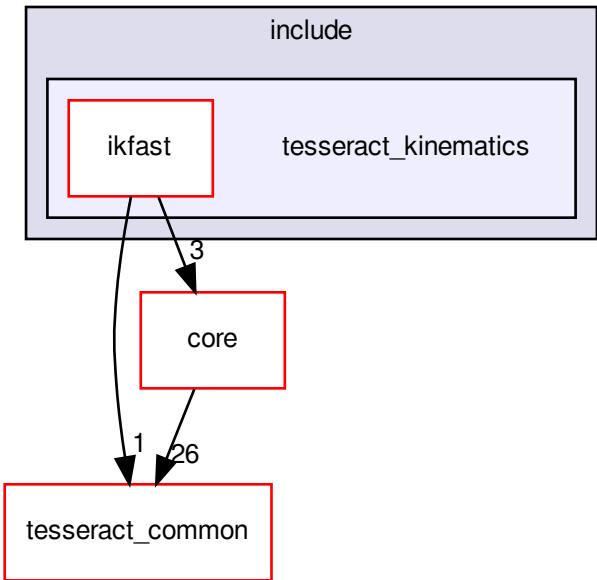 include
ikfast
tesseract_kinematics
3
core
1
26
tesseract_common